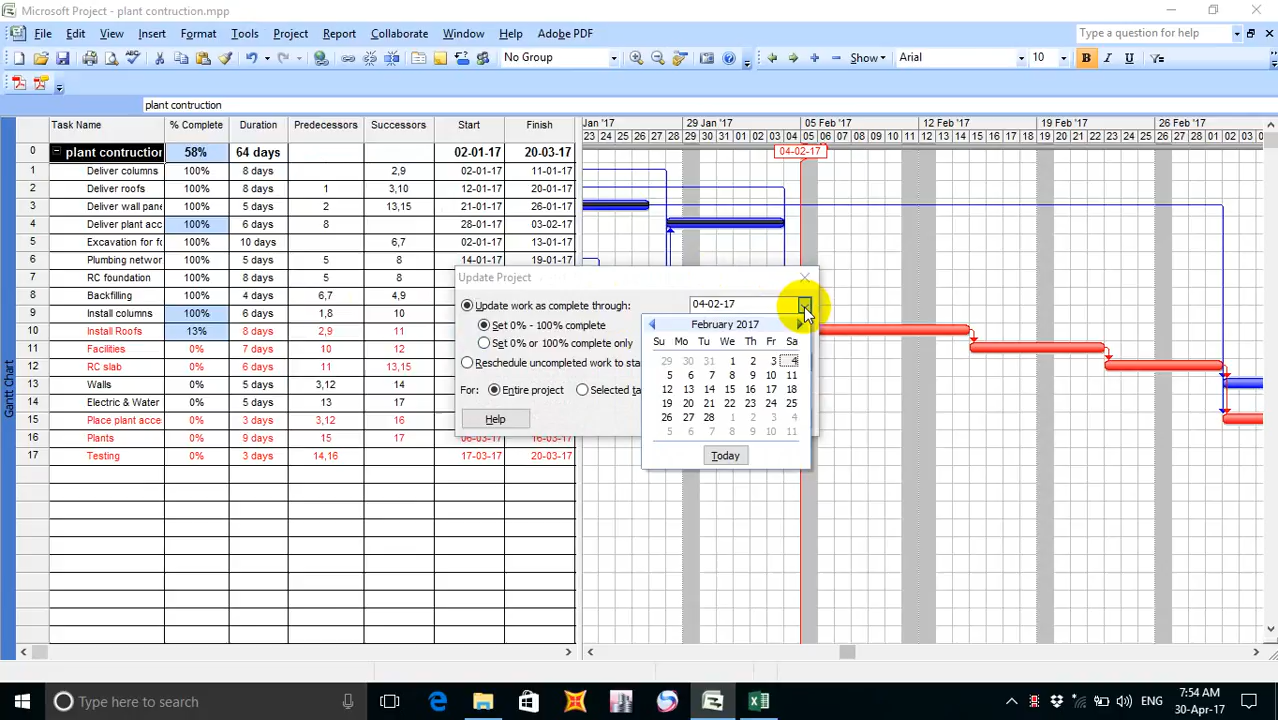 Microsoft Project - plant contruction.mpp
File Edit View Insert Format Tools Project Report Collaborate Window Help Adobe PDF
Type a question for help
No Group Show Arial 10 B I U
plant contruction
Task Name % Complete Duration Predecessors Successors Start Finish
Jan '17 29 Jan '17 05 Feb '17 12 Feb '17 19 Feb '17 26 Feb '17
23 24 25 26 27 28 29 30 31 01 02 03 04 05 06 07 08 09 10 11 12 13 14 15 16 17 18 19 20 21 22 23 24 25 26 27 28 01 02 03
0 plant contruction 58% 64 days 02-01-17 20-03-17
04-02-17
1 Deliver columns 100% 8 days 2,9 02-01-17 11-01-17
2 Deliver roofs 100% 8 days 1 3,10 12-01-17 20-01-17
3 Deliver wall pane 100% 5 days 2 13,15 21-01-17 26-01-17
4 Deliver plant acc 100% 6 days 8 28-01-17 03-02-17
5 Excavation for fo 100% 10 days 6,7 02-01-17 13-01-17
6 Plumbing networ 100% 5 days 5 8 14-01-17 19-01-17
7 RC foundation 100% 8 days 5 8
8 Backfilling 100% 3 days 6,7 4,9
9 Install columns 100% 5 days 1,8 10
10 Install Roofs 13% 8 days 2,9 11
11 Facilities 0% 7 days 10 12
12 RC slab 0% 6 days 11 13,15
13 Walls 0% 5 days 3,12 14
14 Electric & Water 0% 5 days 13 17
15 Place plant acce 0% 3 days 3,12 16
16 Plants 0% 9 days 15 17 06-03-17 16-03-17
17 Testing 0% 3 days 14,16 17-03-17 20-03-17
Update Project
Update work as complete through: 04-02-17
Set 0% - 100% complete
Set 0% or 100% complete only
Reschedule uncompleted work to sta
For: Entire project Selected ta
Help
February 2017
Su Mo Tu We Th Fr Sa
29 30 31 1 2 3 4
5 6 7 8 9 10 11
12 13 14 15 16 17 18
19 20 21 22 23 24 25
26 27 28 1 2 3 4
5 6 7 8 9 10 11
Today
Gantt Chart
Type here to search
ENG
7:54 AM
30-Apr-17